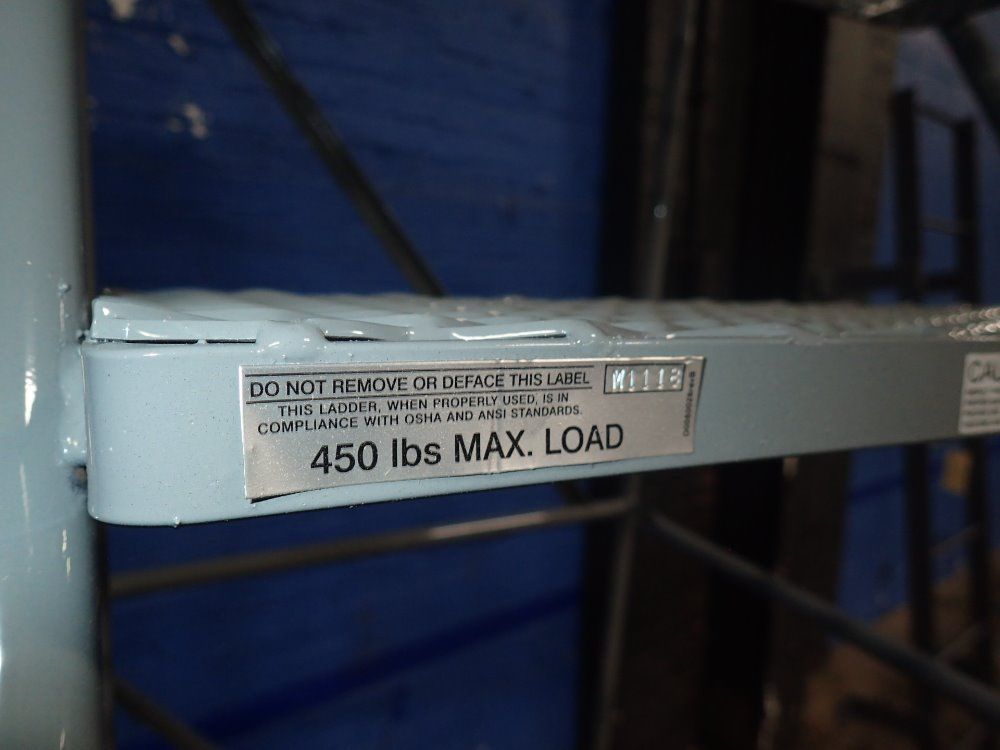 DO NOT REMOVE OR DEFACE THIS LABEL
M1118
THIS LADDER, WHEN PROPERLY USED, IS IN
COMPLIANCE WITH OSHA AND ANSI STANDARDS.
450 lbs MAX. LOAD